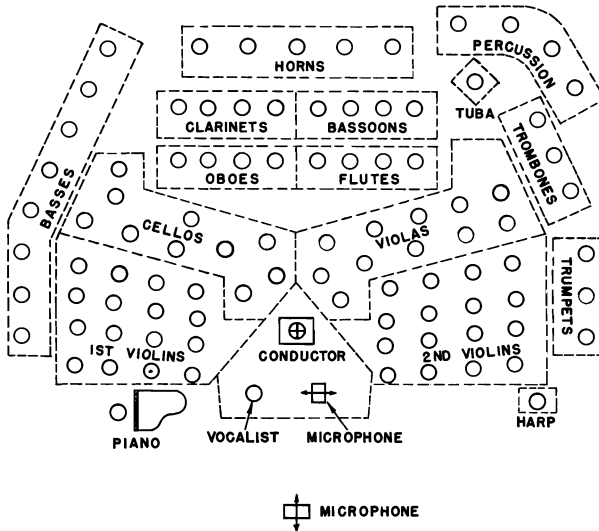 HORNS
PERCUSSION
CLARINETS
BASSOONS
TUBA
TROMBONES
OBOES
FLUTES
BASSES
CELLOS
VIOLAS
TRUMPETS
1ST VIOLINS
CONDUCTOR
2ND VIOLINS
PIANO
VOCALIST
MICROPHONE
HARP
MICROPHONE